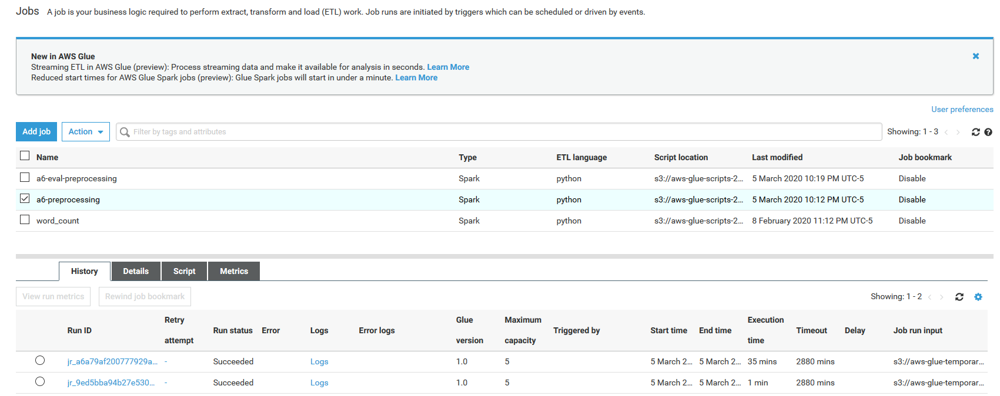 Jobs A job is your business logic required to perform extract, transform and load (ETL) work. Job runs are initiated by triggers which can be scheduled or driven by events.
New in AWS Glue
Streaming ETL in AWS Glue (preview): Process streaming data and make it available for analysis in seconds. Learn More
Reduced start times for AWS Glue Spark jobs (preview): Glue Spark jobs will start in under a minute. Learn More
User preferences
Add job Action Filter by tags and attributes Showing: 1 - 3
Name Type ETL language Script location Last modified Job bookmark
a6-eval-preprocessing Spark python s3://aws-glue-scripts-2... 5 March 2020 10:19 PM UTC-5 Disable
a6-preprocessing Spark python s3://aws-glue-scripts-2... 5 March 2020 10:12 PM UTC-5 Disable
word_count Spark python s3://aws-glue-scripts-2... 8 February 2020 11:12 PM UTC-5 Disable
History Details Script Metrics
View run metrics Rewind job bookmark Showing: 1 - 2
Run ID Retry attempt Run status Error Logs Error logs Glue version Maximum capacity Triggered by Start time End time Execution time Timeout Delay Job run input
jr_a6a79af200777929a... - Succeeded Logs 1.0 5 5 March 2... 5 March 2... 35 mins 2880 mins s3://aws-glue-temporar...
jr_9ed5bba94b27e530... - Succeeded Logs 1.0 5 5 March 2... 5 March 2... 1 min 2880 mins s3://aws-glue-temporar...